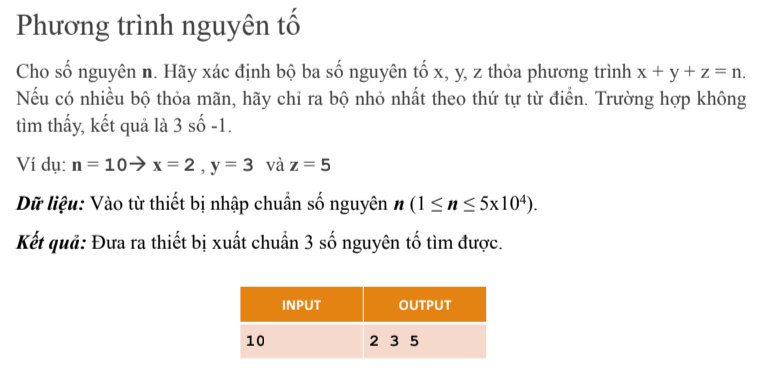 Phương trình nguyên tố
Cho số nguyên n. Hãy xác định bộ ba số nguyên tố x, y, z thỏa phương trình x + y + z = n.
Nếu có nhiều bộ thỏa mãn, hãy chỉ ra bộ nhỏ nhất theo thứ tự từ điển. Trường hợp không
tìm thấy, kết quả là 3 số -1.
Ví dụ: n = 10→ x = 2 , y = 3 và z = 5
Dữ liệu: Vào từ thiết bị nhập chuẩn số nguyên n (1 ≤ n ≤ 5x10⁴).
Kết quả: Đưa ra thiết bị xuất chuẩn 3 số nguyên tố tìm được.
INPUT OUTPUT
10 2 3 5